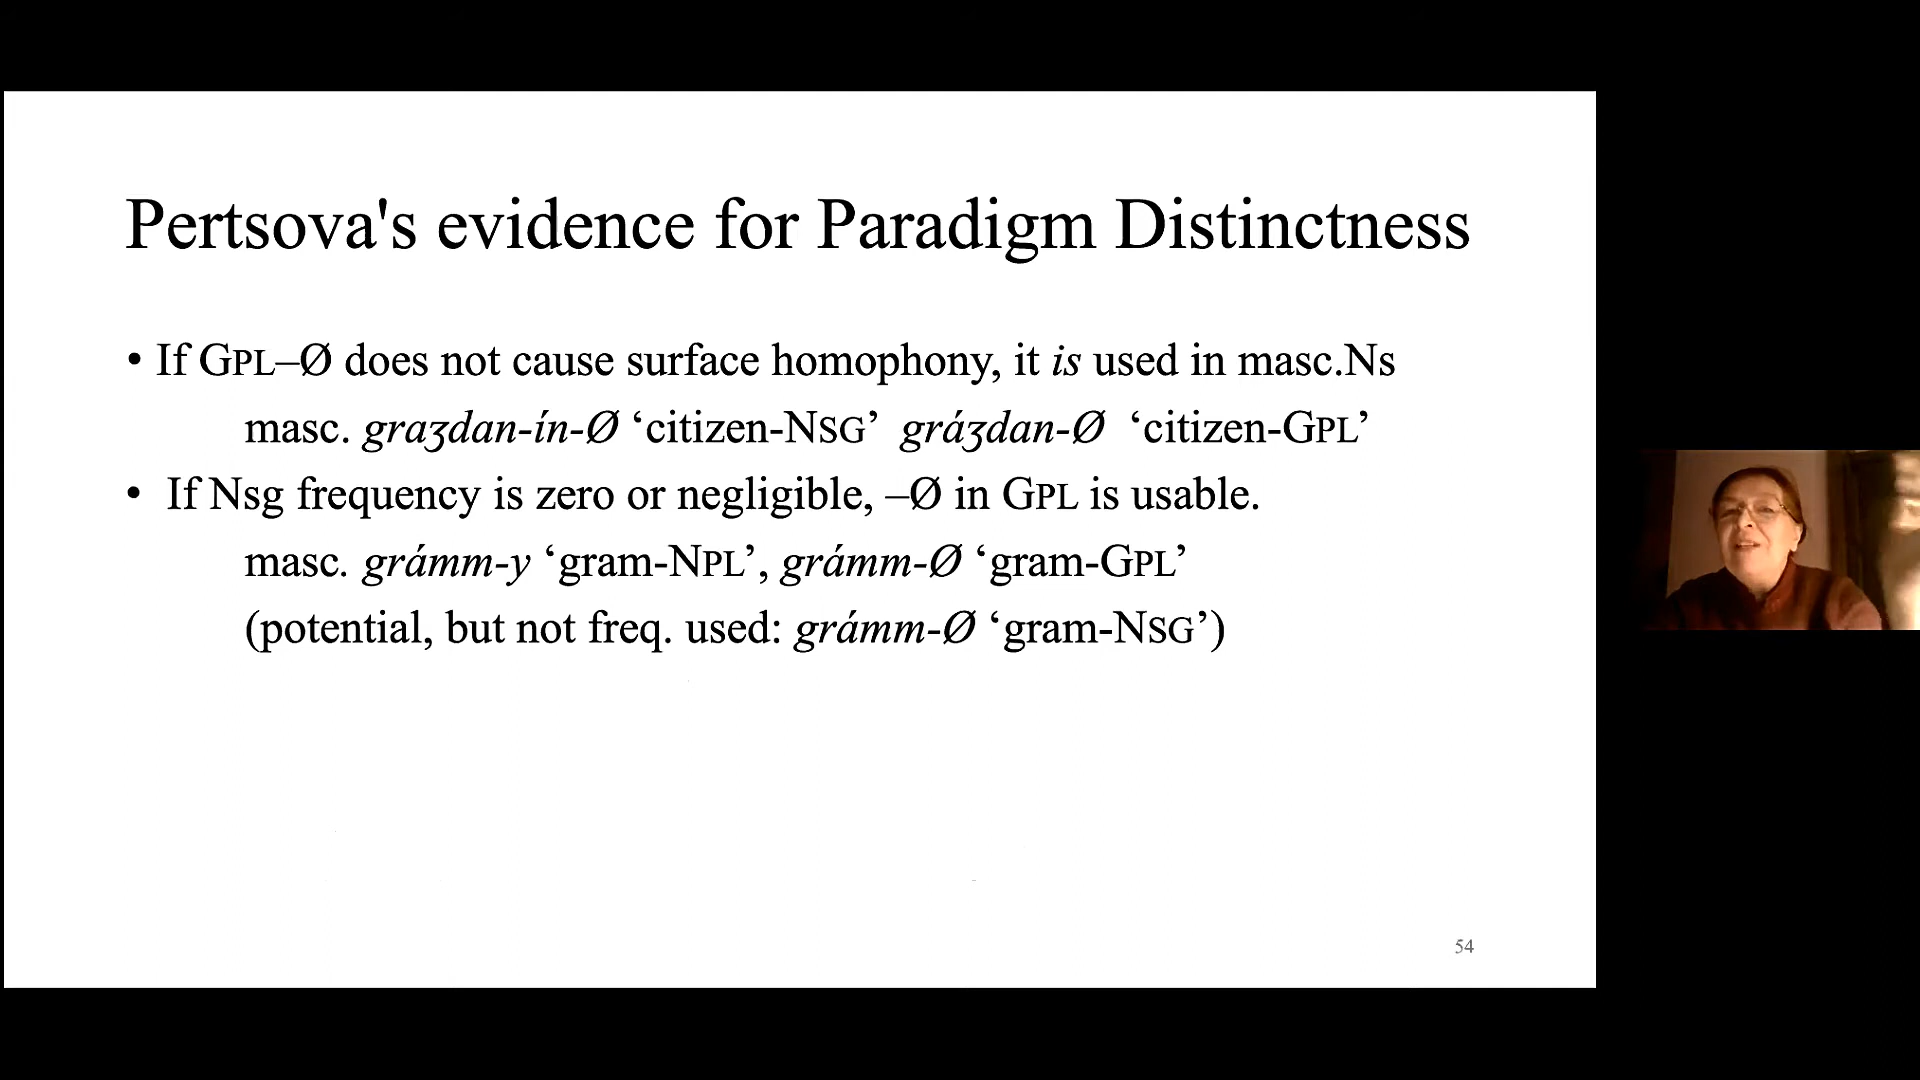 Pertsova's evidence for Paradigm Distinctness
• If GPL–Ø does not cause surface homophony, it is used in masc.Ns
masc. graʒdan-ín-Ø ‘citizen-NSG’ gráʒdan-Ø ‘citizen-GPL’
• If Nsg frequency is zero or negligible, –Ø in GPL is usable.
masc. grámm-y ‘gram-NPL’, grámm-Ø ‘gram-GPL’
(potential, but not freq. used: grámm-Ø ‘gram-NSG’)
54